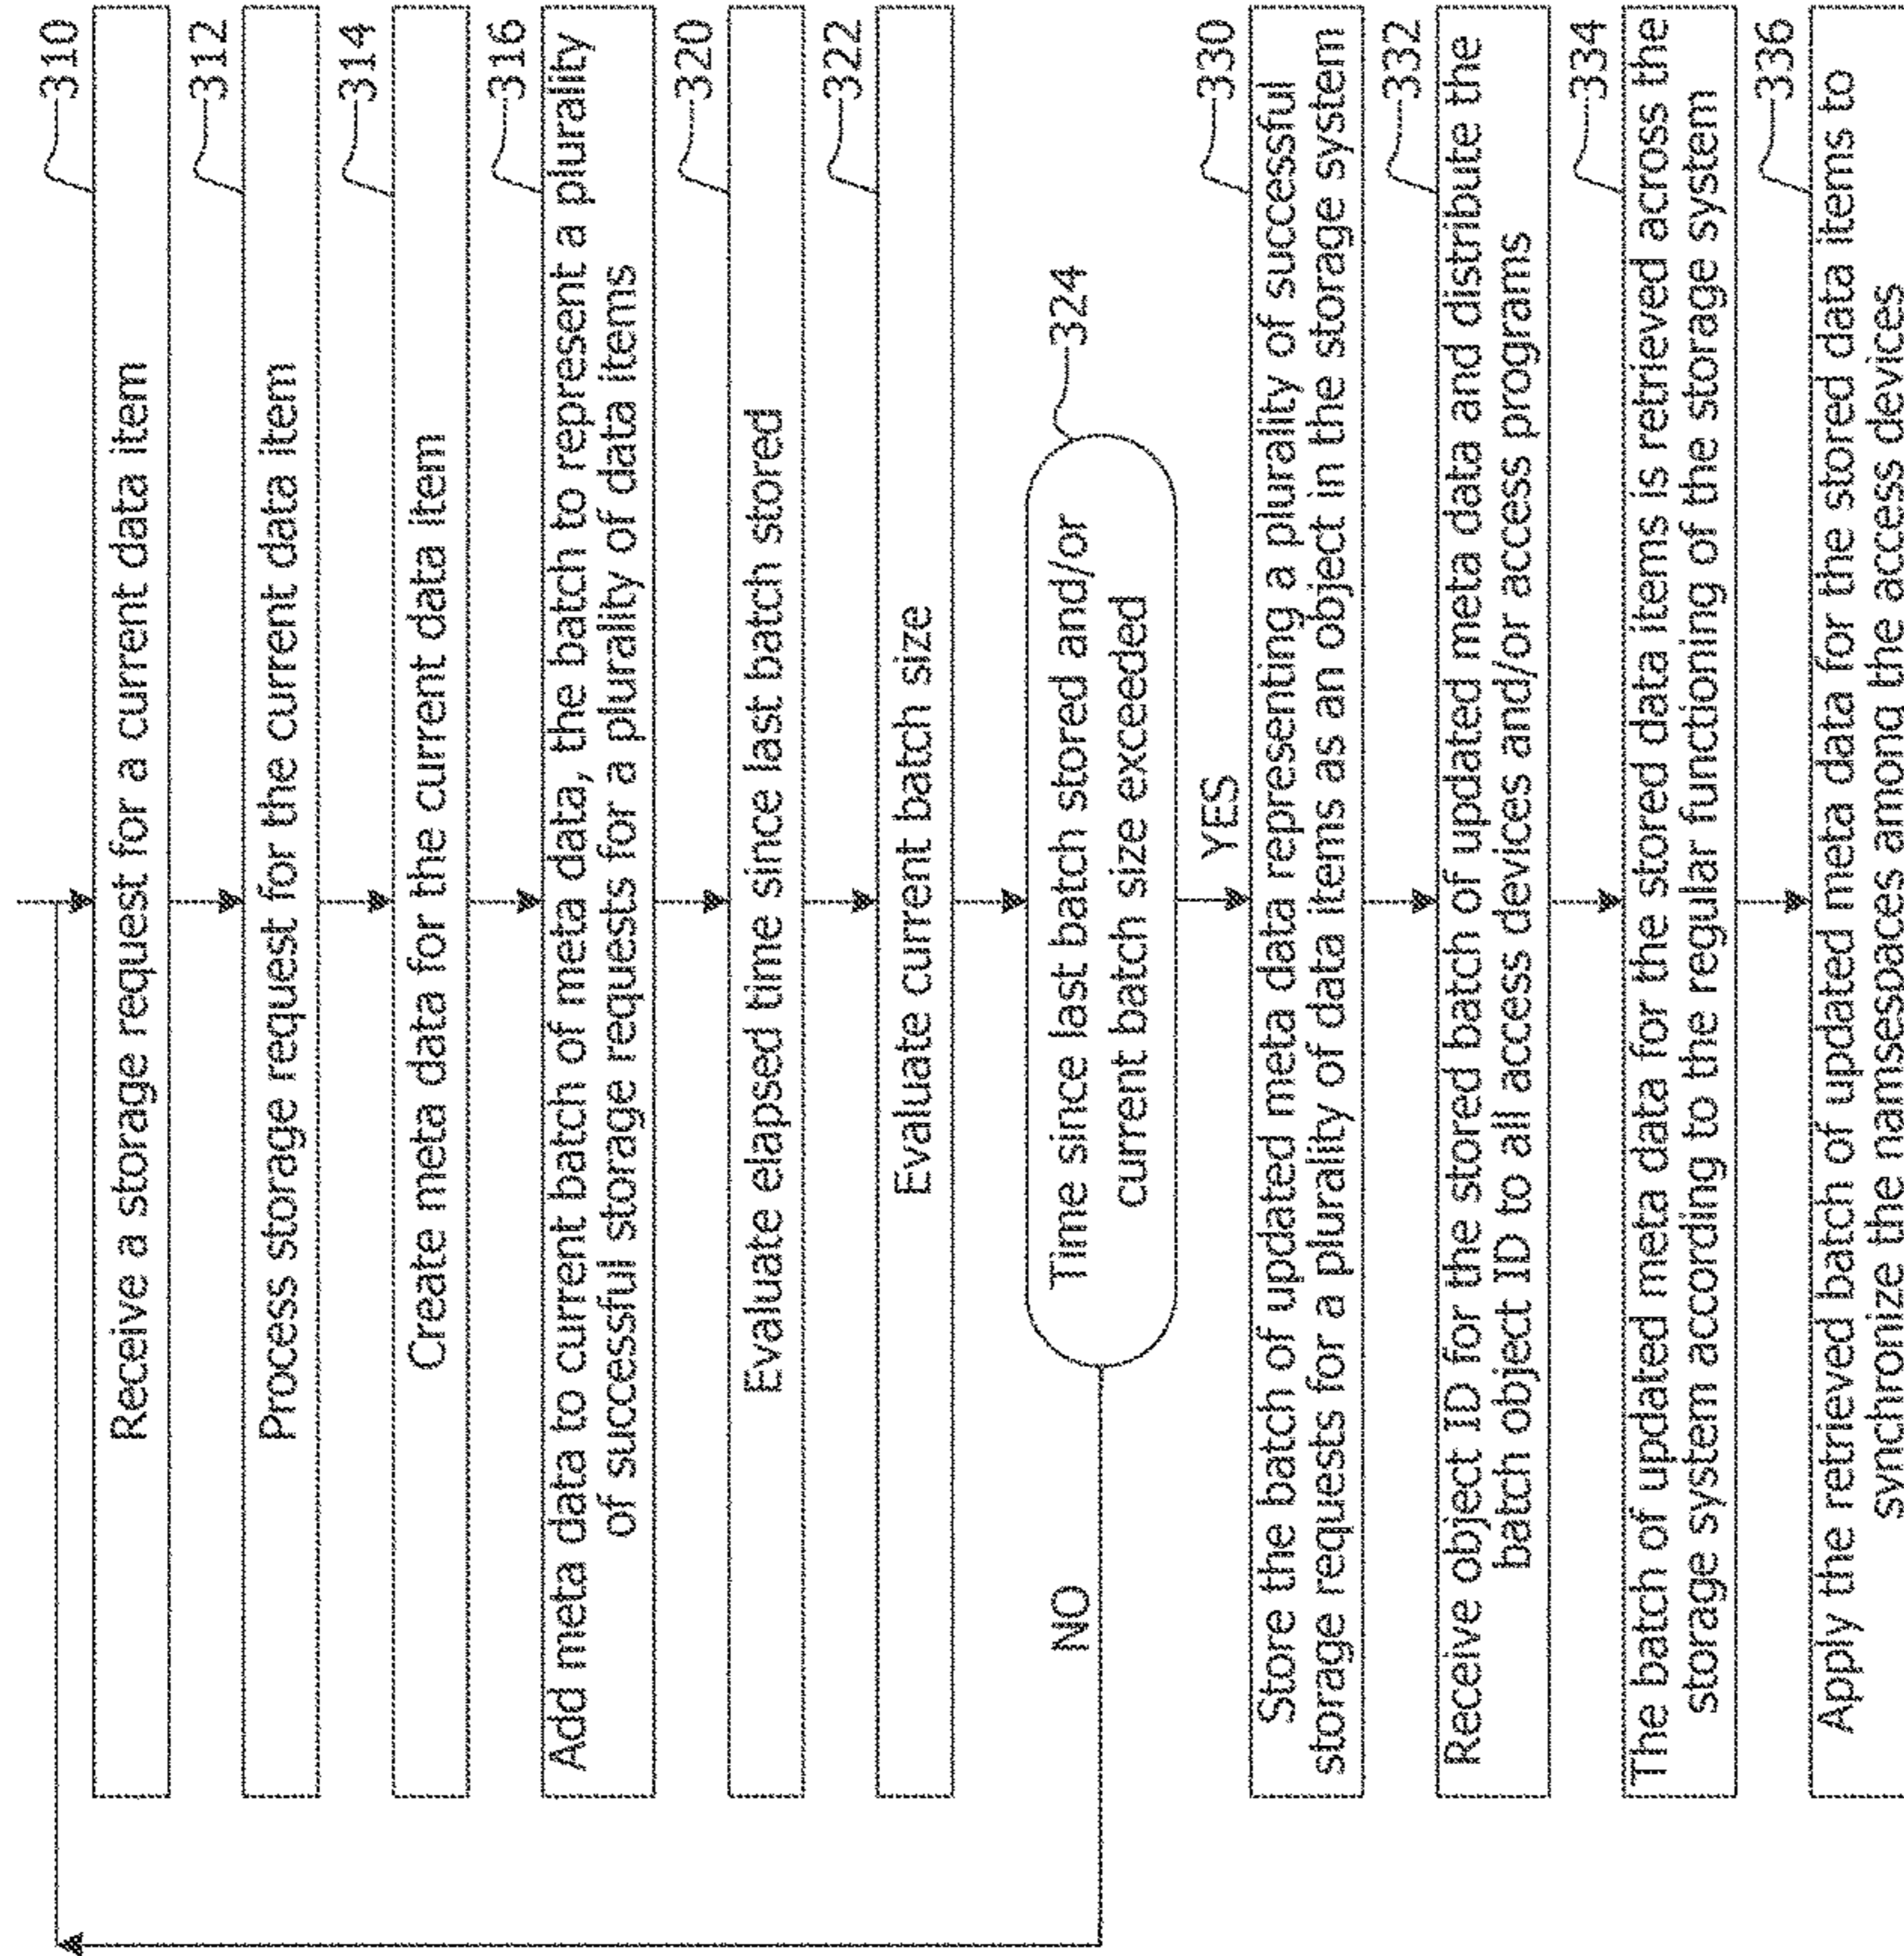 310
Receive a storage request for a current data item
312
Process storage request for the current data item
314
Create meta data for the current data item
316
Add meta data to current batch of meta data, the batch to represent a plurality
of successful storage requests for a plurality of data items
320
Evaluate elapsed time since last batch stored
322
Evaluate current batch size
324
Time since last batch stored and/or
current batch size exceeded
NO
YES
330
Store the batch of updated meta data representing a plurality of successful
storage requests for a plurality of data items as an object in the storage system
332
Receive object ID for the stored batch of updated meta data and distribute the
batch object ID to all access devices and/or access programs
334
The batch of updated meta data for the stored data items is retrieved across the
storage system according to the regular functioning of the storage system
336
Apply the retrieved batch of updated meta data for the stored data items to
synchronize the namsespaces among the access devices